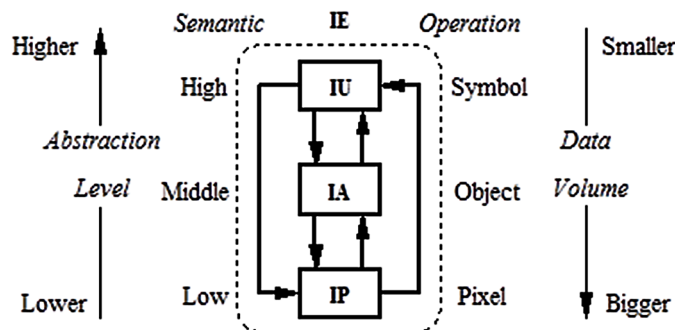 Semantic IE Operation
Higher Smaller
High IU Symbol
Abstraction Data
Level Middle IA Object Volume
Lower Low IP Pixel Bigger